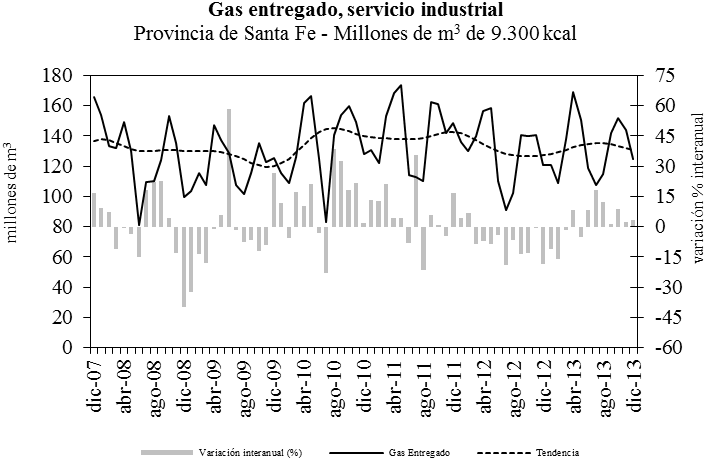 Gas entregado, servicio industrial
Provincia de Santa Fe - Millones de m³ de 9.300 kcal
180
160
140
120
100
80
60
40
20
0
millones de m³
75
60
45
30
15
0
-15
-30
-45
-60
variación % interanual
dic-07
abr-08
ago-08
dic-08
abr-09
ago-09
dic-09
abr-10
ago-10
dic-10
abr-11
ago-11
dic-11
abr-12
ago-12
dic-12
abr-13
ago-13
dic-13
Variación interanual (%) Gas Entregado Tendencia